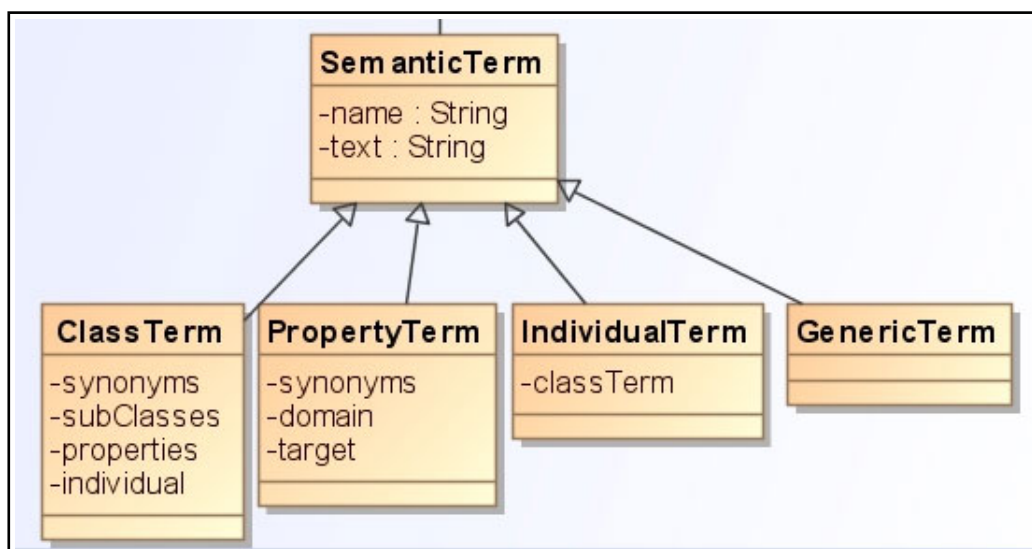 SemanticTerm
-name : String
-text : String
ClassTerm
-synonyms
-subClasses
-properties
-individual
PropertyTerm
-synonyms
-domain
-target
IndividualTerm
-classTerm
GenericTerm